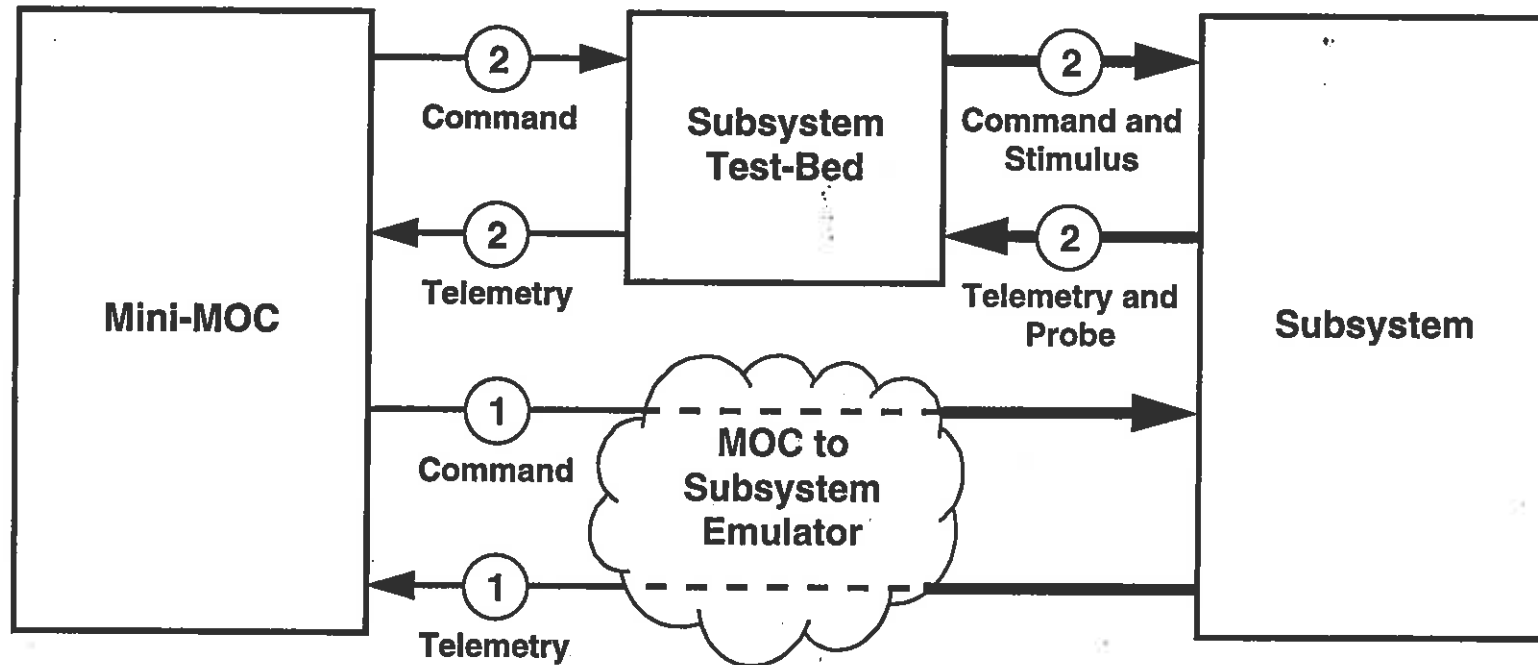 2
2
Command
Command and
Stimulus
Subsystem
Test-Bed
2
2
Telemetry
Telemetry and
Probe
Mini-MOC
Subsystem
1
Command
MOC to
Subsystem
Emulator
1
Telemetry